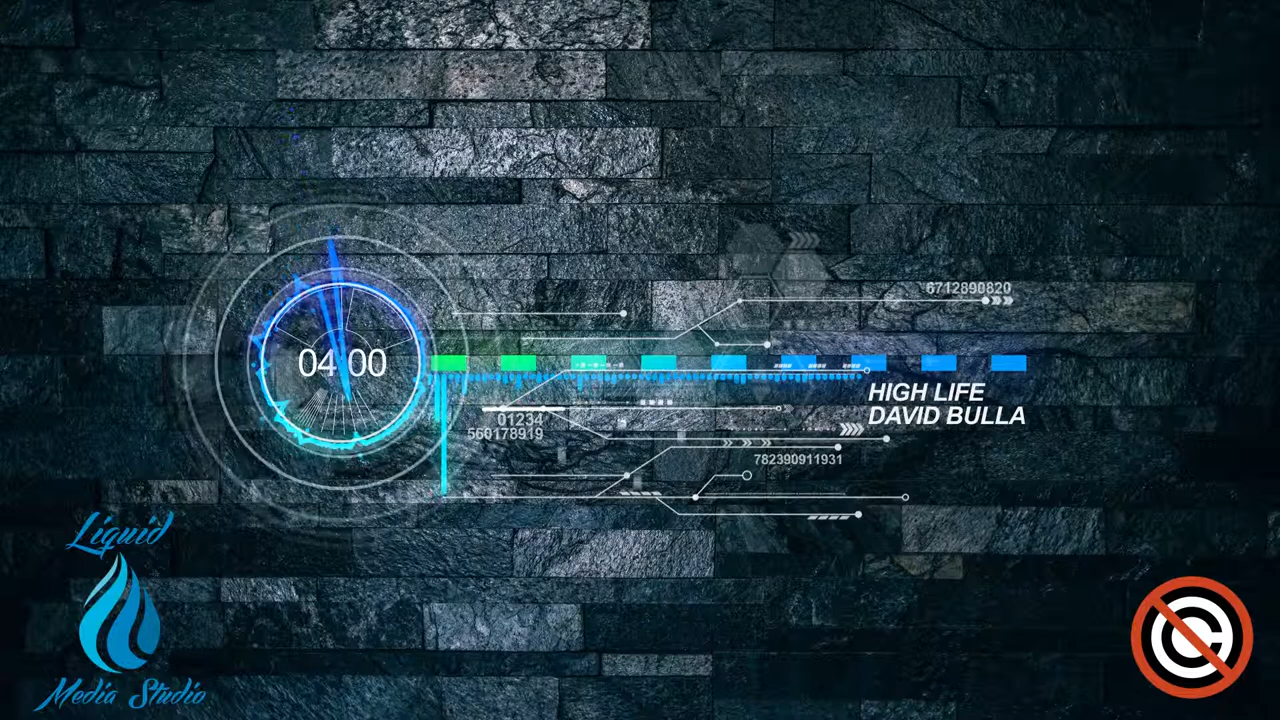 6712890820
04:00
HIGH LIFE
DAVID BULLA
01234
560178919
782390911931
Liquid
Media Studio